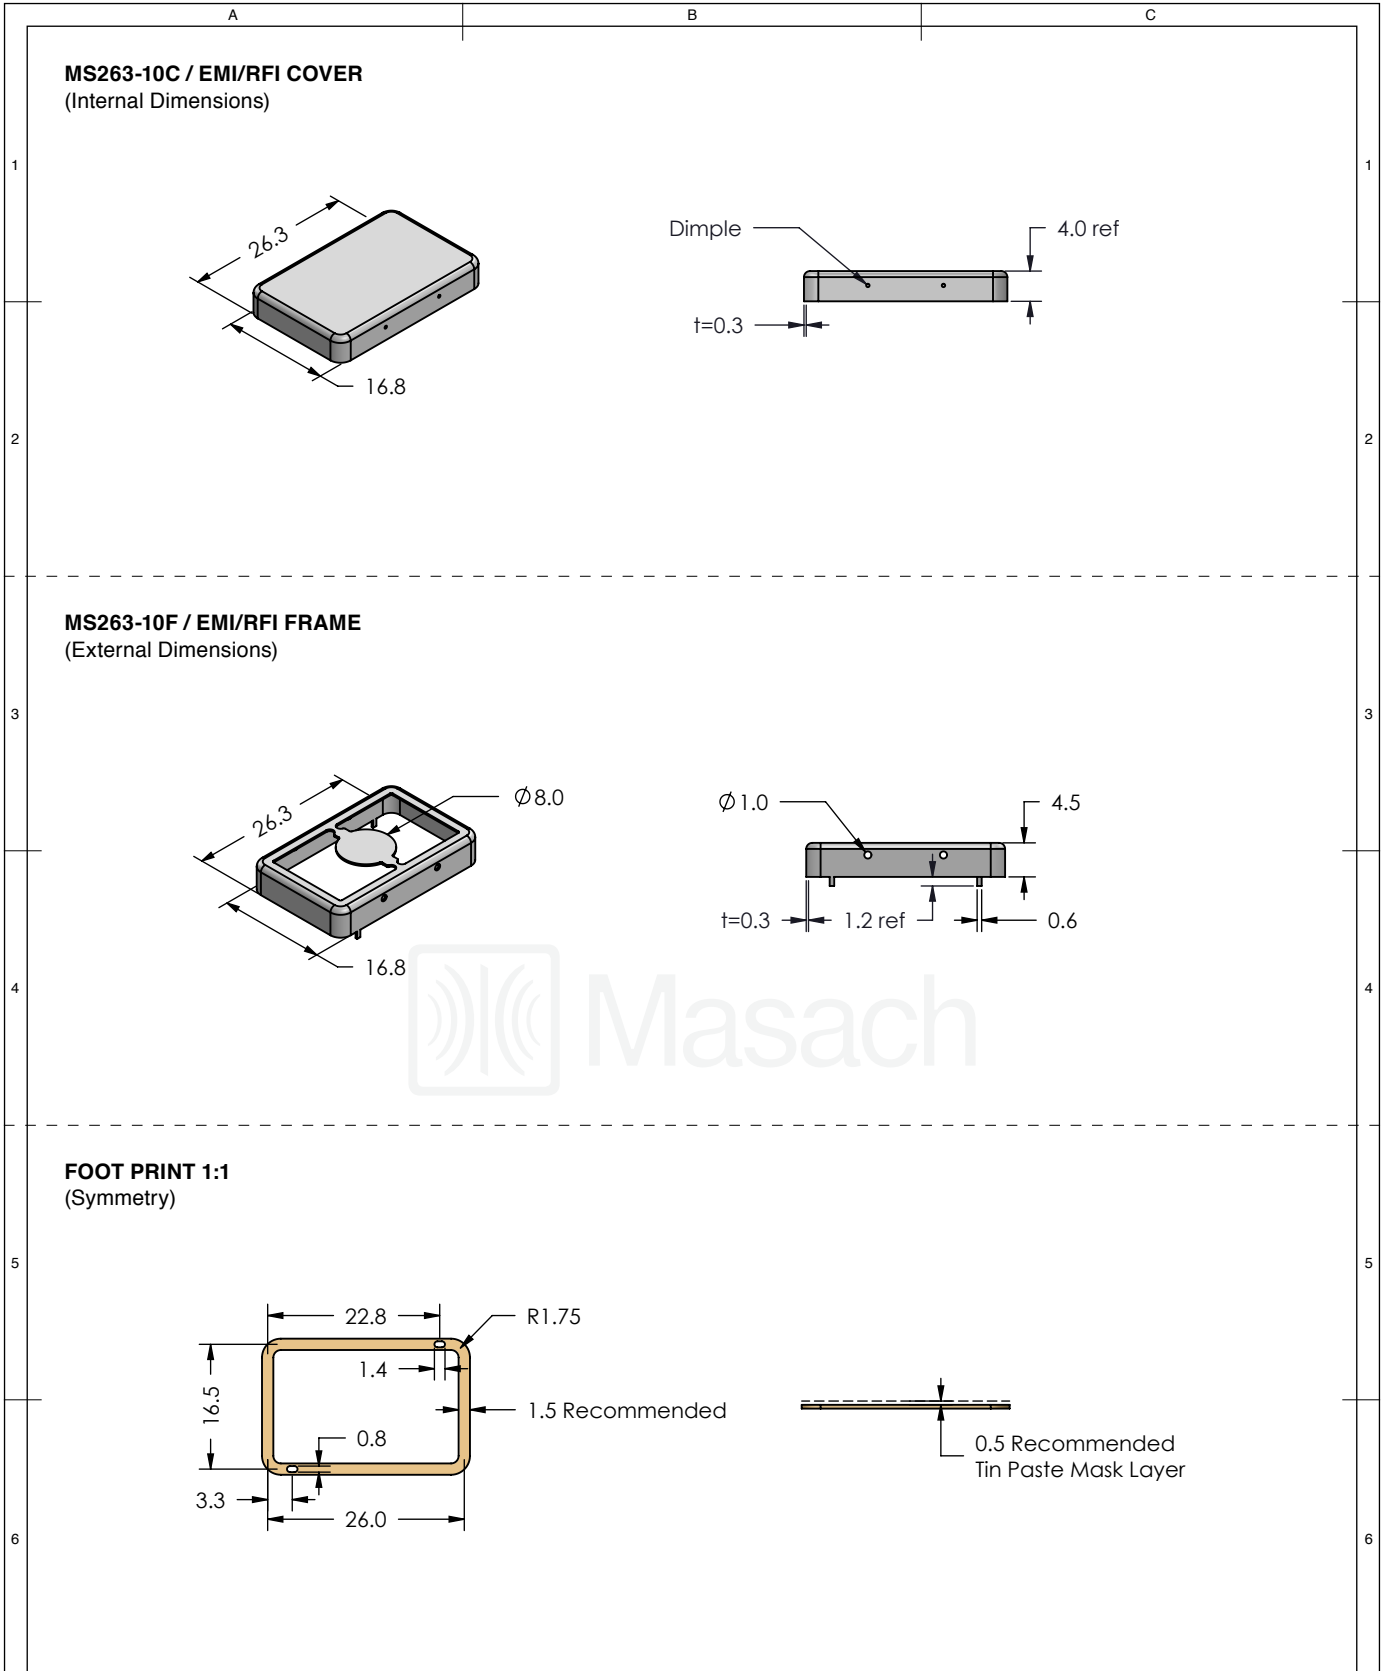 A B C
MS263-10C / EMI/RFI COVER
(Internal Dimensions)
1 1
26.3
16.8
Dimple
4.0 ref
t=0.3
2 2
MS263-10F / EMI/RFI FRAME
(External Dimensions)
3 3
26.3
Ø8.0
16.8
Ø1.0
4.5
t=0.3
1.2 ref
0.6
Masach
4 4
FOOT PRINT 1:1
(Symmetry)
5 5
22.8
R1.75
1.4
16.5
1.5 Recommended
0.8
3.3
26.0
0.5 Recommended
Tin Paste Mask Layer
6 6